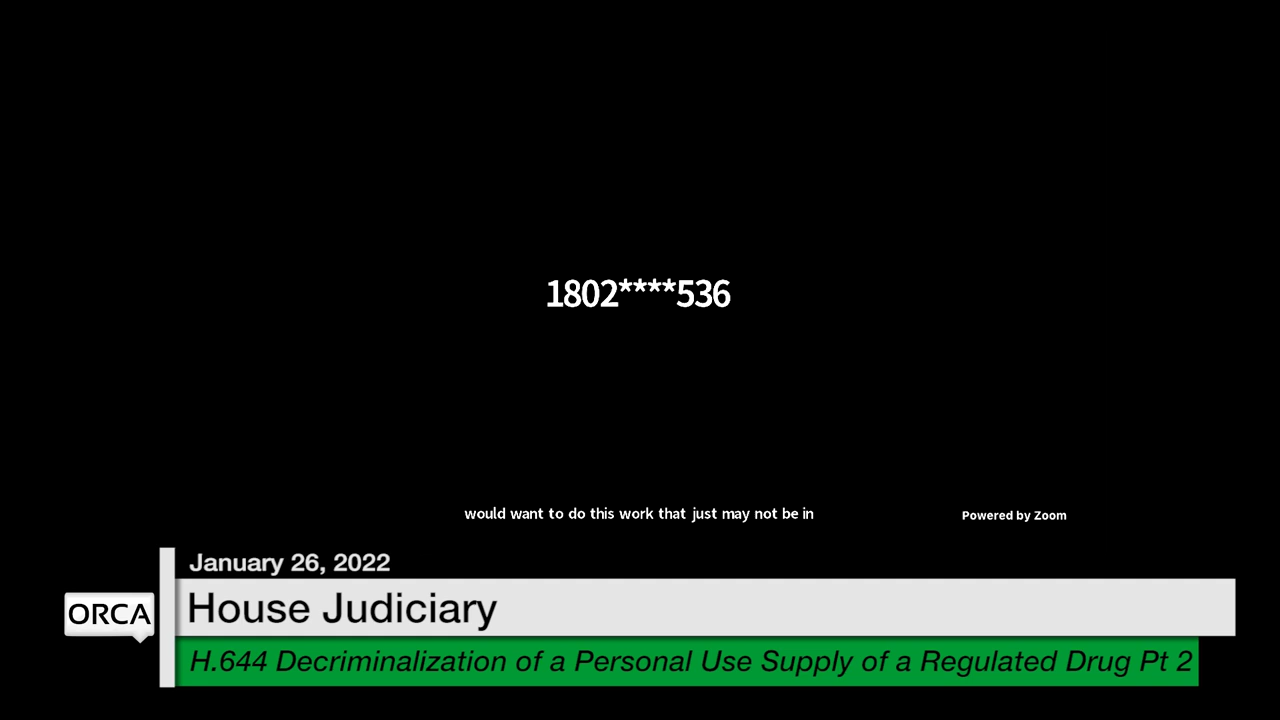 1802****536
would want to do this work that just may not be in
Powered by Zoom
January 26, 2022
House Judiciary
ORCA
H.644 Decriminalization of a Personal Use Supply of a Regulated Drug Pt 2